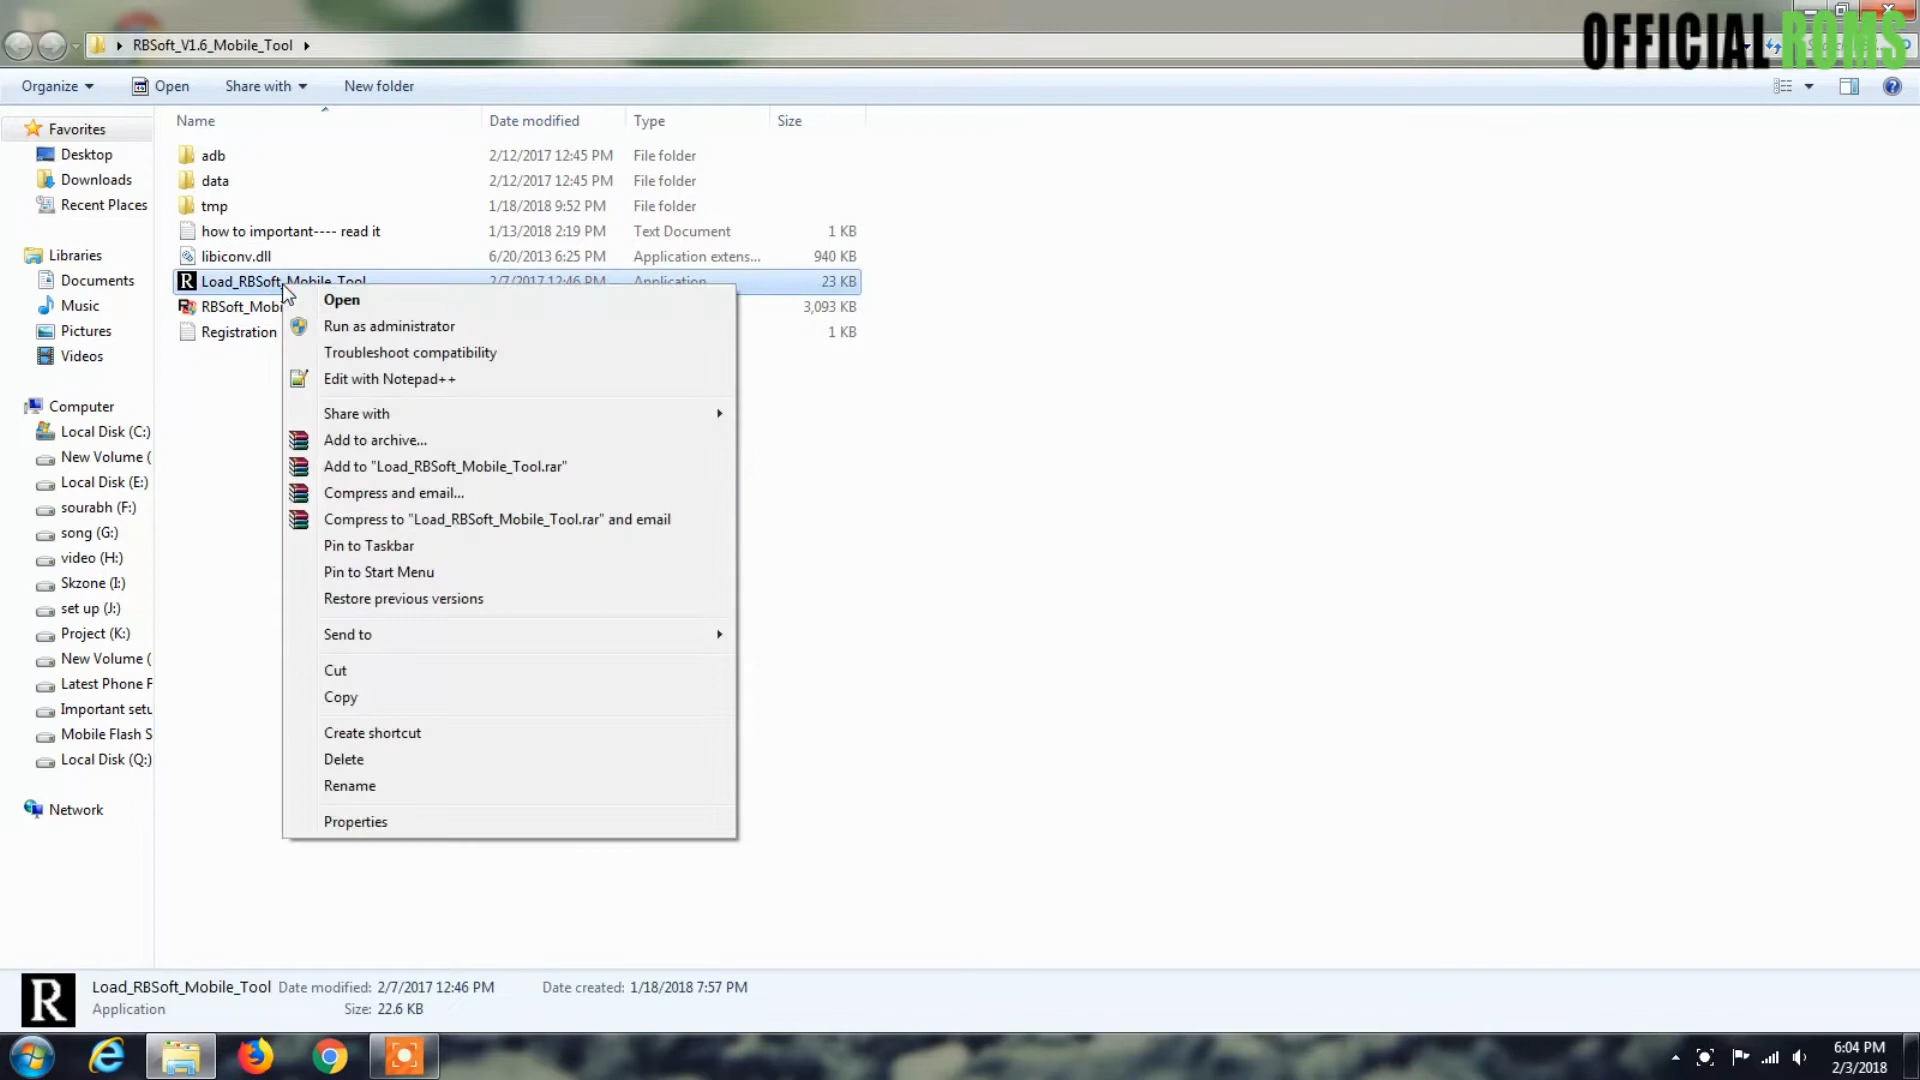 OFFICIAL ROMS
RBSoft_V1.6_Mobile_Tool
Organize Open Share with New folder
Name Date modified Type Size
Favorites
Desktop
Downloads
Recent Places
Libraries
Documents
Music
Pictures
Videos
Computer
Local Disk (C:)
New Volume (
Local Disk (E:)
sourabh (F:)
song (G:)
video (H:)
Skzone (I:)
set up (J:)
Project (K:)
New Volume (
Latest Phone F
Important setu
Mobile Flash S
Local Disk (Q:)
Network
adb 2/12/2017 12:45 PM File folder
data 2/12/2017 12:45 PM File folder
tmp 1/18/2018 9:52 PM File folder
how to important---- read it 1/13/2018 2:19 PM Text Document 1 KB
libiconv.dll 6/20/2013 6:25 PM Application extens... 940 KB
R Load_RBSoft_Mobile_Tool 2/7/2017 12:46 PM Application 23 KB
RBSoft_Mobi 3,093 KB
Registration 1 KB
Open
Run as administrator
Troubleshoot compatibility
Edit with Notepad++
Share with
Add to archive...
Add to "Load_RBSoft_Mobile_Tool.rar"
Compress and email...
Compress to "Load_RBSoft_Mobile_Tool.rar" and email
Pin to Taskbar
Pin to Start Menu
Restore previous versions
Send to
Cut
Copy
Create shortcut
Delete
Rename
Properties
R
Load_RBSoft_Mobile_Tool Date modified: 2/7/2017 12:46 PM Date created: 1/18/2018 7:57 PM
Application Size: 22.6 KB
6:04 PM
2/3/2018